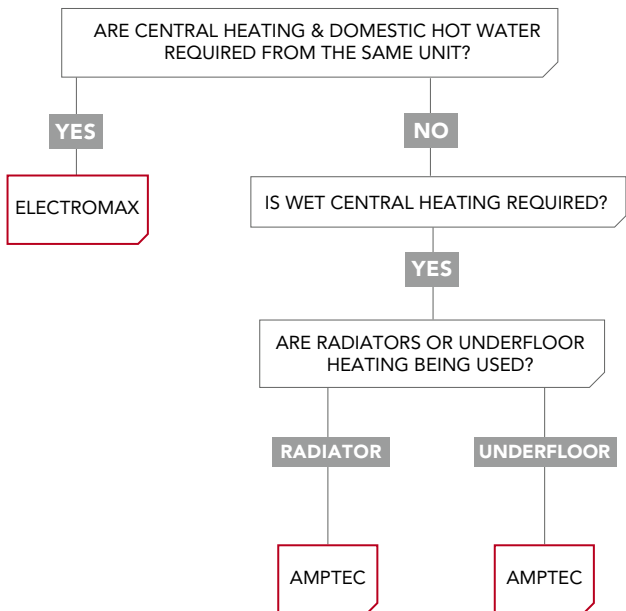 ARE CENTRAL HEATING & DOMESTIC HOT WATER
REQUIRED FROM THE SAME UNIT?
YES
NO
ELECTROMAX
IS WET CENTRAL HEATING REQUIRED?
YES
ARE RADIATORS OR UNDERFLOOR
HEATING BEING USED?
RADIATOR
UNDERFLOOR
AMPTEC
AMPTEC